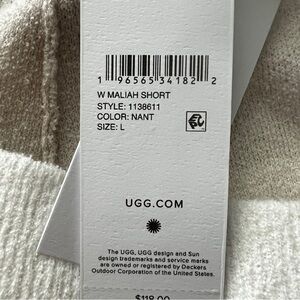 1 96565 34182 2
W MALIAH SHORT
STYLE: 1138611
COLOR: NANT
SIZE: L
UGG.COM
The UGG, UGG design and Sun
design trademarks and service marks
are owned or registered by Deckers
Outdoor Corporation of the United States.
$118.00